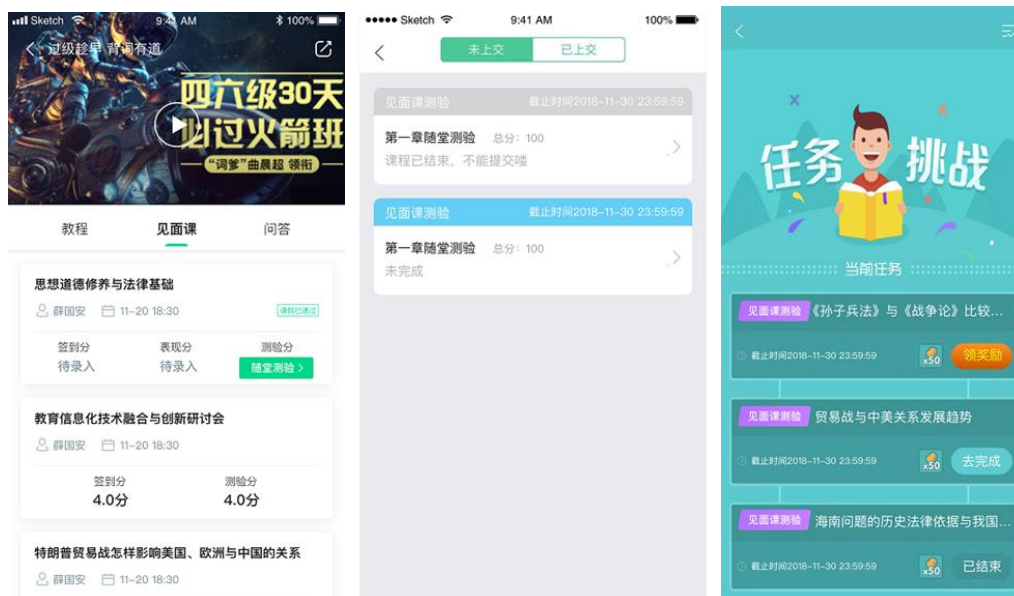 Sketch 9:41 AM 100%
过级趁早 背词有道
四六级30天
必过火箭班
“词爹”曲晨超 领衔
教程 见面课 问答
思想道德修养与法律基础
薛国安 11-20 18:30 请假已通过
签到分 表现分 测验分
待录入 待录入 随堂测验 >
教育信息化技术融合与创新研讨会
薛国安 11-20 18:30
签到分 测验分
4.0分 4.0分
特朗普贸易战怎样影响美国、欧洲与中国的关系
薛国安 11-20 18:30
Sketch 9:41 AM 100%
未上交 已上交
见面课测验 截止时间2018-11-30 23:59:59
第一章随堂测验 总分：100
课程已结束，不能提交喽
见面课测验 截止时间2018-11-30 23:59:59
第一章随堂测验 总分：100
未完成
任务挑战
当前任务
见面课测验 《孙子兵法》与《战争论》比较...
截止时间2018-11-30 23:59:59 x50 领奖励
见面课测验 贸易战与中美关系发展趋势
截止时间2018-11-30 23:59:59 x50 去完成
见面课测验 海南问题的历史法律依据与我国...
截止时间2018-11-30 23:59:59 x50 已结束